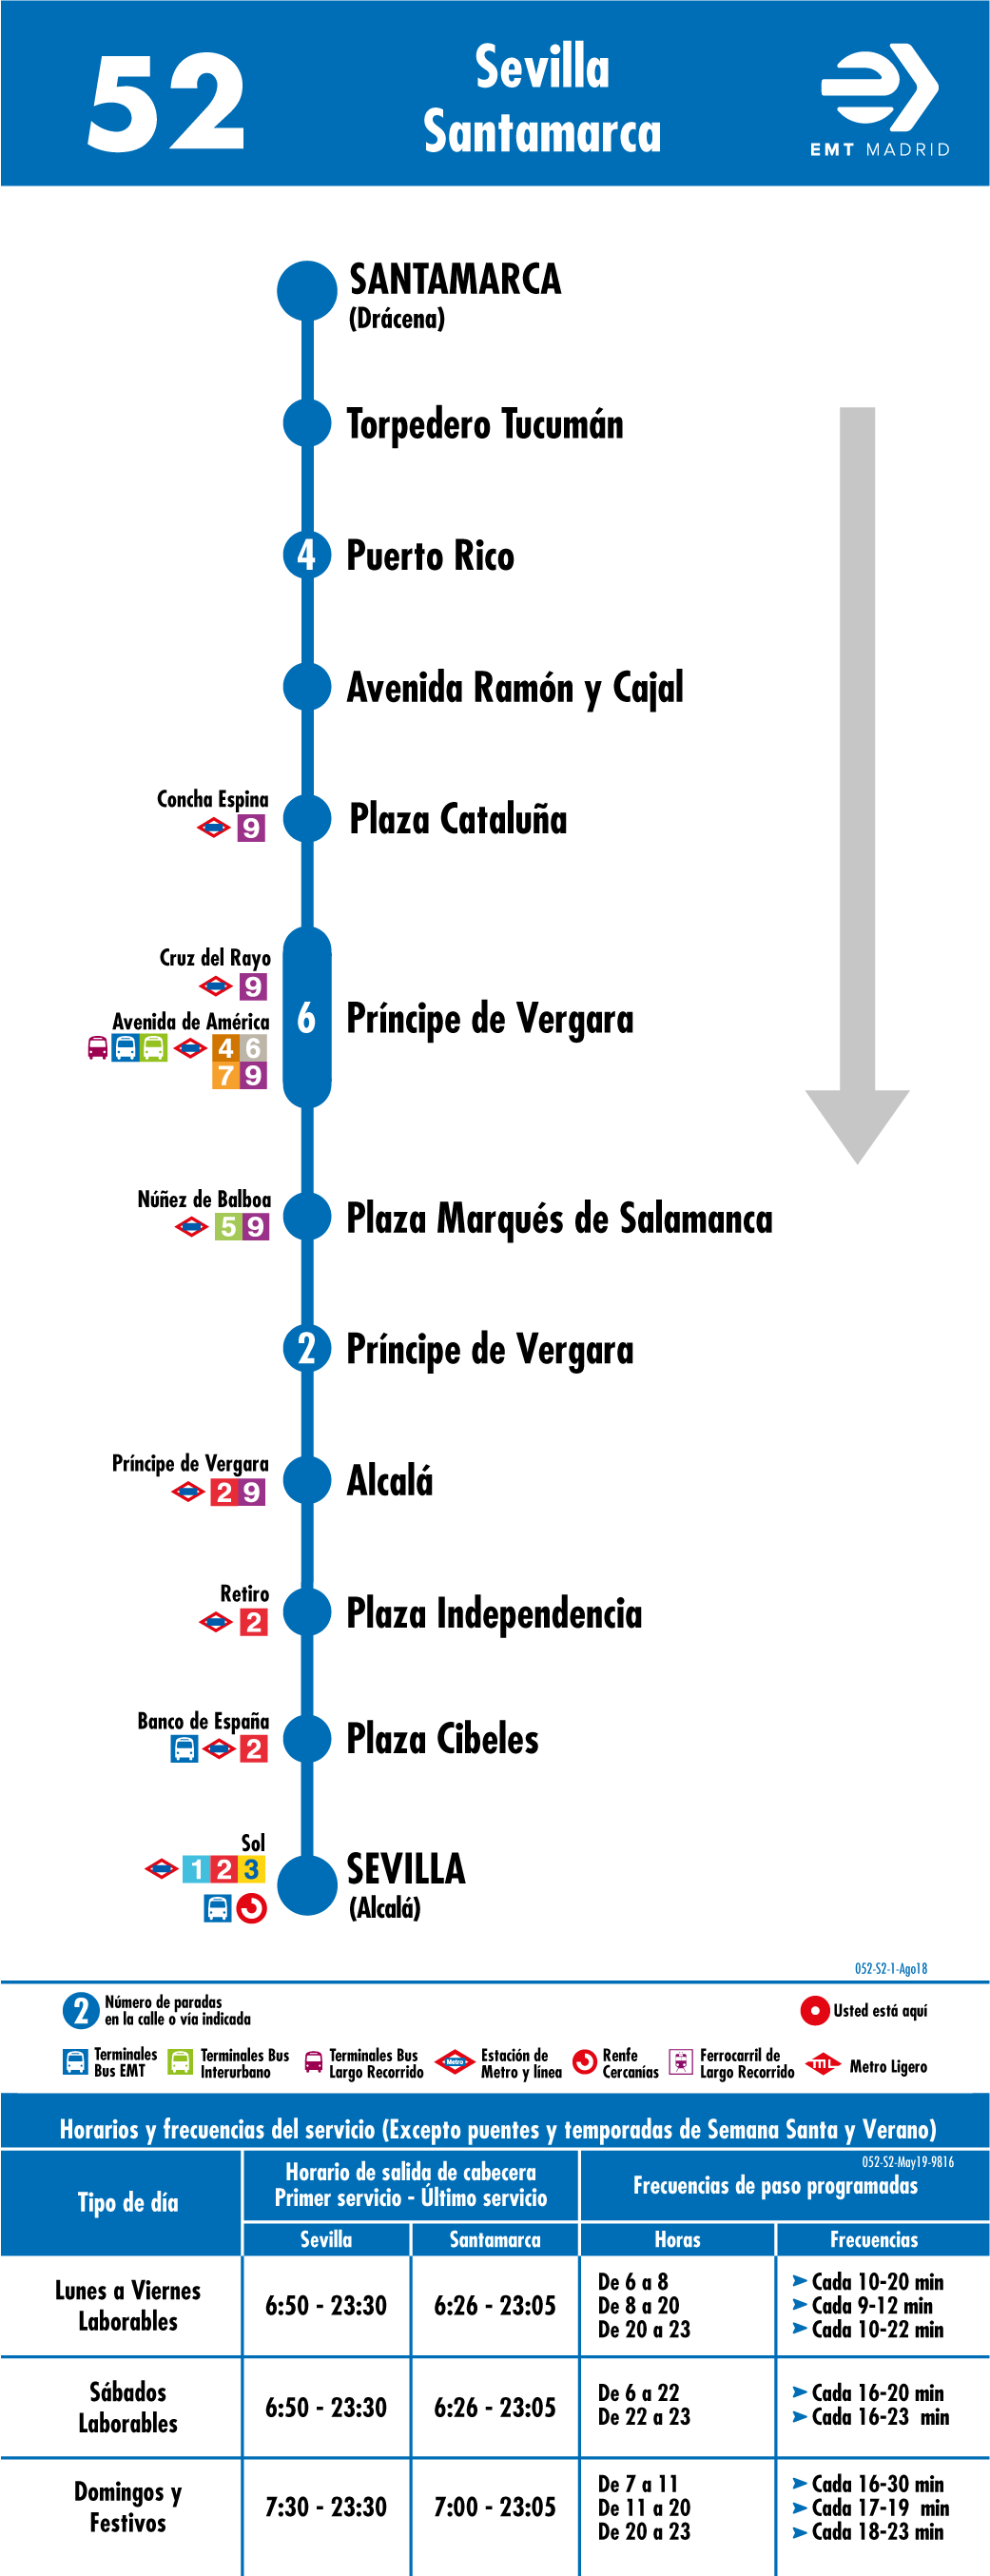 52
Sevilla
Santamarca
EMT MADRID
SANTAMARCA
(Drácena)
Torpedero Tucumán
4 Puerto Rico
Avenida Ramón y Cajal
Concha Espina
9
Plaza Cataluña
Cruz del Rayo
9
Avenida de América
4 6
7 9
6 Príncipe de Vergara
Núñez de Balboa
5 9
Plaza Marqués de Salamanca
2 Príncipe de Vergara
Príncipe de Vergara
2 9
Alcalá
Retiro
2
Plaza Independencia
Banco de España
2
Plaza Cibeles
Sol
1 2 3
SEVILLA
(Alcalá)
052-S2-1-Ago18
2 Número de paradas
en la calle o vía indicada
Usted está aquí
Terminales
Bus EMT
Terminales Bus
Interurbano
Terminales Bus
Largo Recorrido
Metro
Estación de
Metro y línea
Renfe
Cercanías
Ferrocarril de
Largo Recorrido
ML
Metro Ligero
Horarios y frecuencias del servicio (Excepto puentes y temporadas de Semana Santa y Verano)
052-S2-May19-9816
Tipo de día
Horario de salida de cabecera
Primer servicio - Último servicio
Frecuencias de paso programadas
Sevilla
Santamarca
Horas
Frecuencias
Lunes a Viernes
Laborables
6:50 - 23:30
6:26 - 23:05
De 6 a 8
De 8 a 20
De 20 a 23
Cada 10-20 min
Cada 9-12 min
Cada 10-22 min
Sábados
Laborables
6:50 - 23:30
6:26 - 23:05
De 6 a 22
De 22 a 23
Cada 16-20 min
Cada 16-23 min
Domingos y
Festivos
7:30 - 23:30
7:00 - 23:05
De 7 a 11
De 11 a 20
De 20 a 23
Cada 16-30 min
Cada 17-19 min
Cada 18-23 min